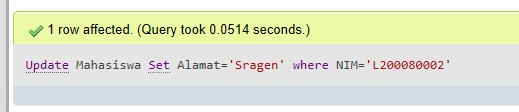 1 row affected. (Query took 0.0514 seconds.)
Update Mahasiswa Set Alamat='Sragen' where NIM='L200080002'